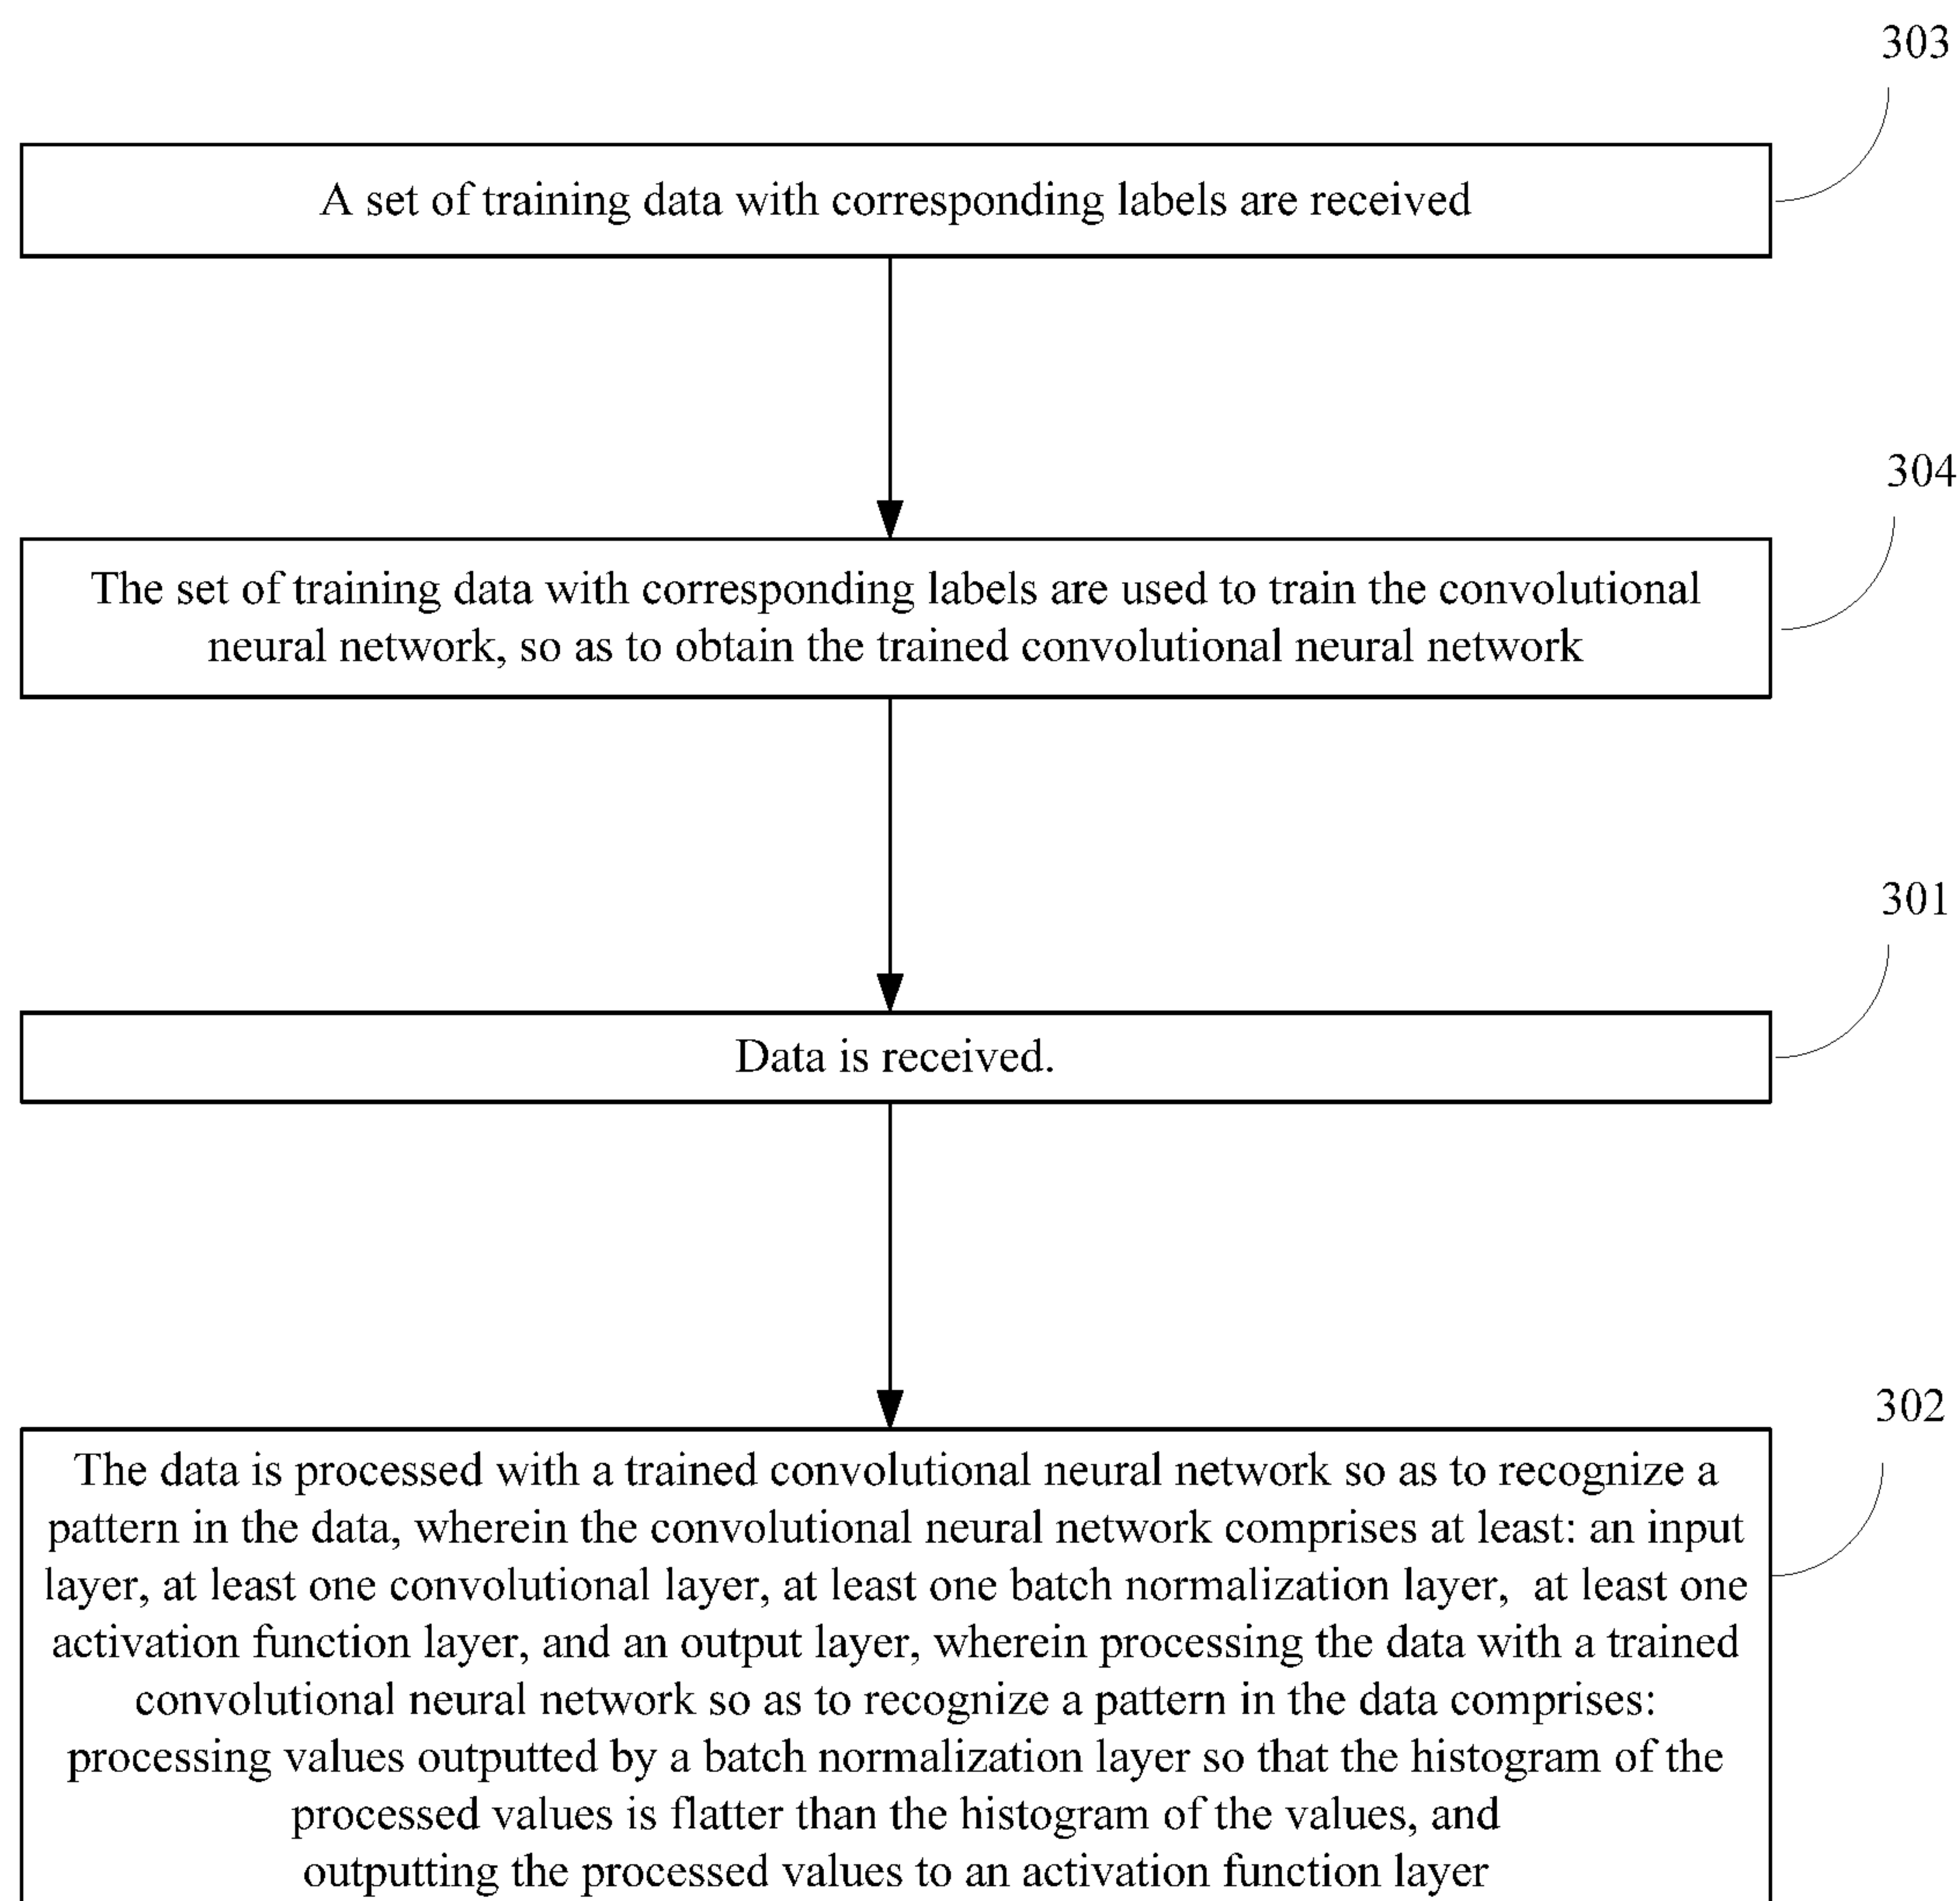 303
A set of training data with corresponding labels are received
304
The set of training data with corresponding labels are used to train the convolutional
neural network, so as to obtain the trained convolutional neural network
301
Data is received.
302
The data is processed with a trained convolutional neural network so as to recognize a
pattern in the data, wherein the convolutional neural network comprises at least: an input
layer, at least one convolutional layer, at least one batch normalization layer, at least one
activation function layer, and an output layer, wherein processing the data with a trained
convolutional neural network so as to recognize a pattern in the data comprises:
processing values outputted by a batch normalization layer so that the histogram of the
processed values is flatter than the histogram of the values, and
outputting the processed values to an activation function layer